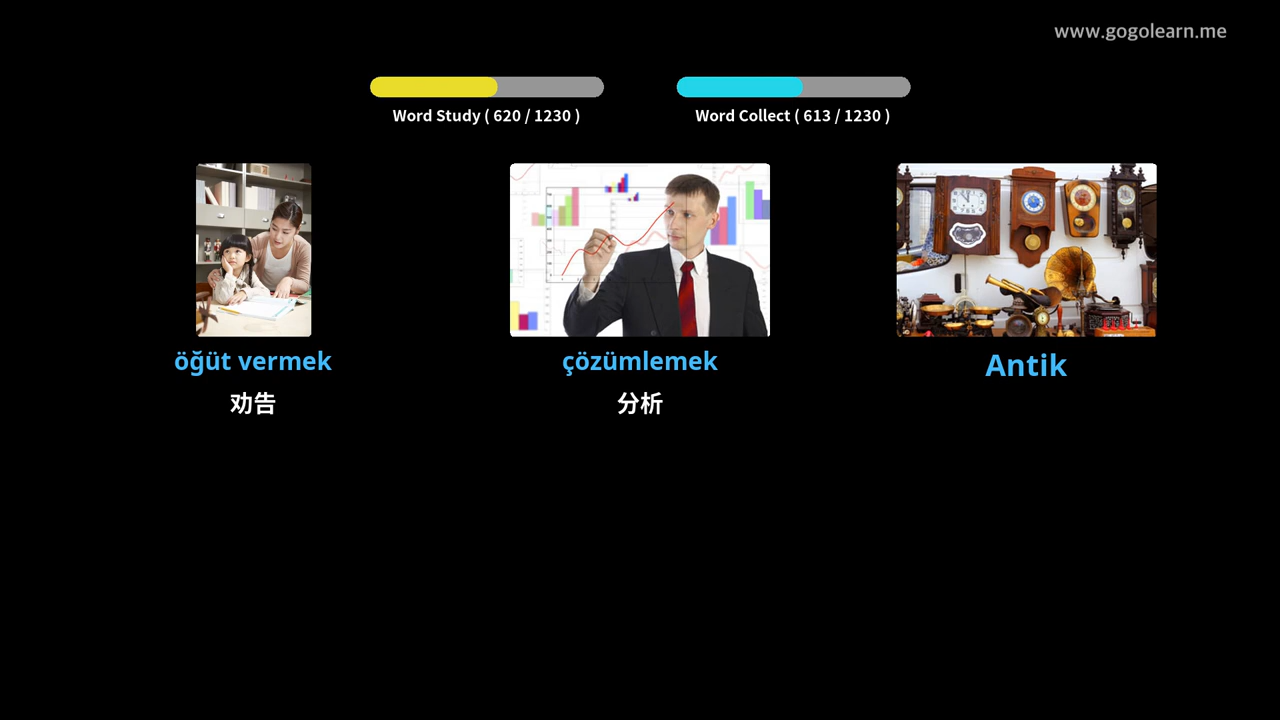 www.gogolearn.me
Word Study ( 620 / 1230 )
Word Collect ( 613 / 1230 )
öğüt vermek
çözümlemek
Antik
劝告
分析